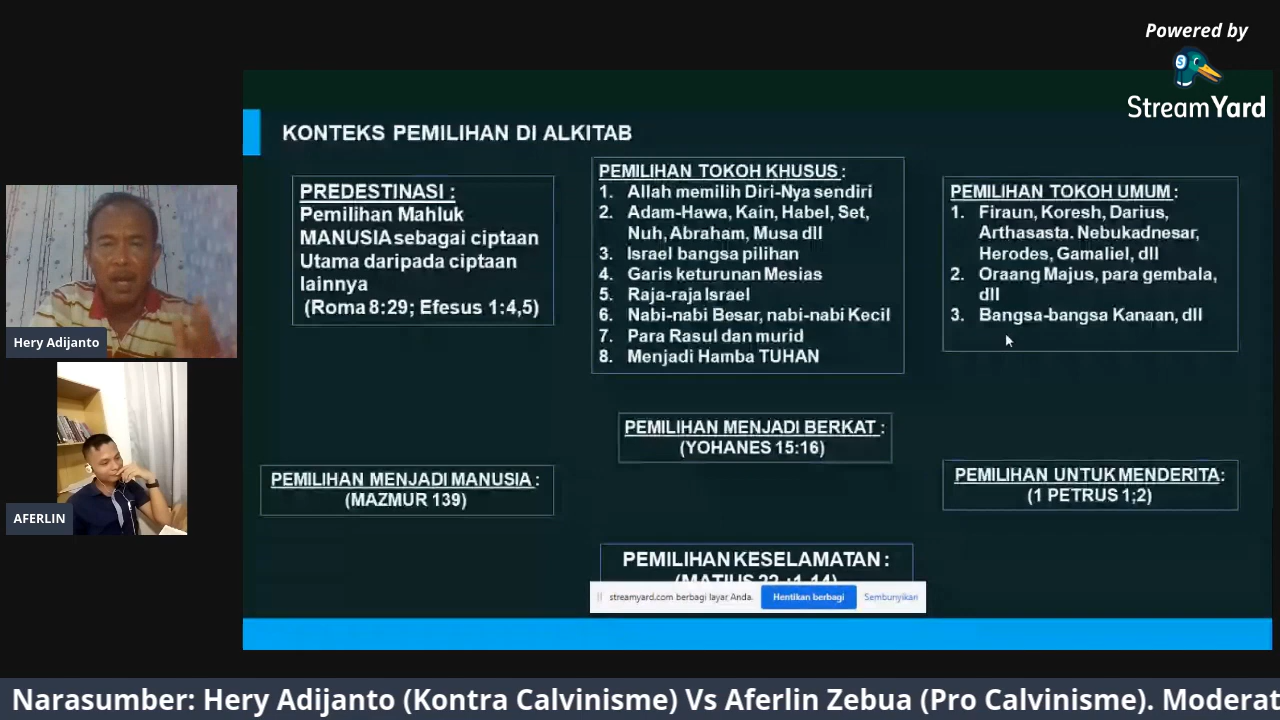 Powered by
StreamYard
KONTEKS PEMILIHAN DI ALKITAB
PREDESTINASI :
Pemilihan Mahluk
MANUSIA sebagai ciptaan
Utama daripada ciptaan
lainnya
(Roma 8:29; Efesus 1:4,5)
PEMILIHAN TOKOH KHUSUS :
1. Allah memilih Diri-Nya sendiri
2. Adam-Hawa, Kain, Habel, Set,
Nuh, Abraham, Musa dll
3. Israel bangsa pilihan
4. Garis keturunan Mesias
5. Raja-raja Israel
6. Nabi-nabi Besar, nabi-nabi Kecil
7. Para Rasul dan murid
8. Menjadi Hamba TUHAN
PEMILIHAN TOKOH UMUM :
1. Firaun, Koresh, Darius,
Arthasasta. Nebukadnesar,
Herodes, Gamaliel, dll
2. Oraang Majus, para gembala,
dll
3. Bangsa-bangsa Kanaan, dll
PEMILIHAN MENJADI BERKAT :
(YOHANES 15:16)
PEMILIHAN MENJADI MANUSIA :
(MAZMUR 139)
PEMILIHAN UNTUK MENDERITA:
(1 PETRUS 1;2)
PEMILIHAN KESELAMATAN :
(MATIUS 22 :1-14)
streamyard.com berbagi layar Anda.
Hentikan berbagi
Sembunyikan
Hery Adijanto
AFERLIN
Narasumber: Hery Adijanto (Kontra Calvinisme) Vs Aferlin Zebua (Pro Calvinisme). Moderat